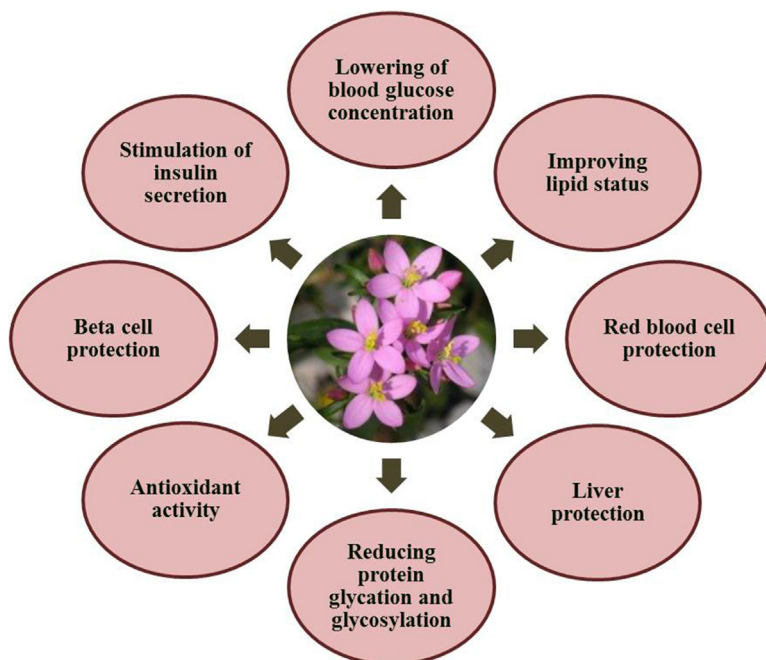 Lowering of
blood glucose
concentration
Improving
lipid status
Red blood cell
protection
Liver
protection
Reducing
protein
glycation and
glycosylation
Antioxidant
activity
Beta cell
protection
Stimulation of
insulin
secretion